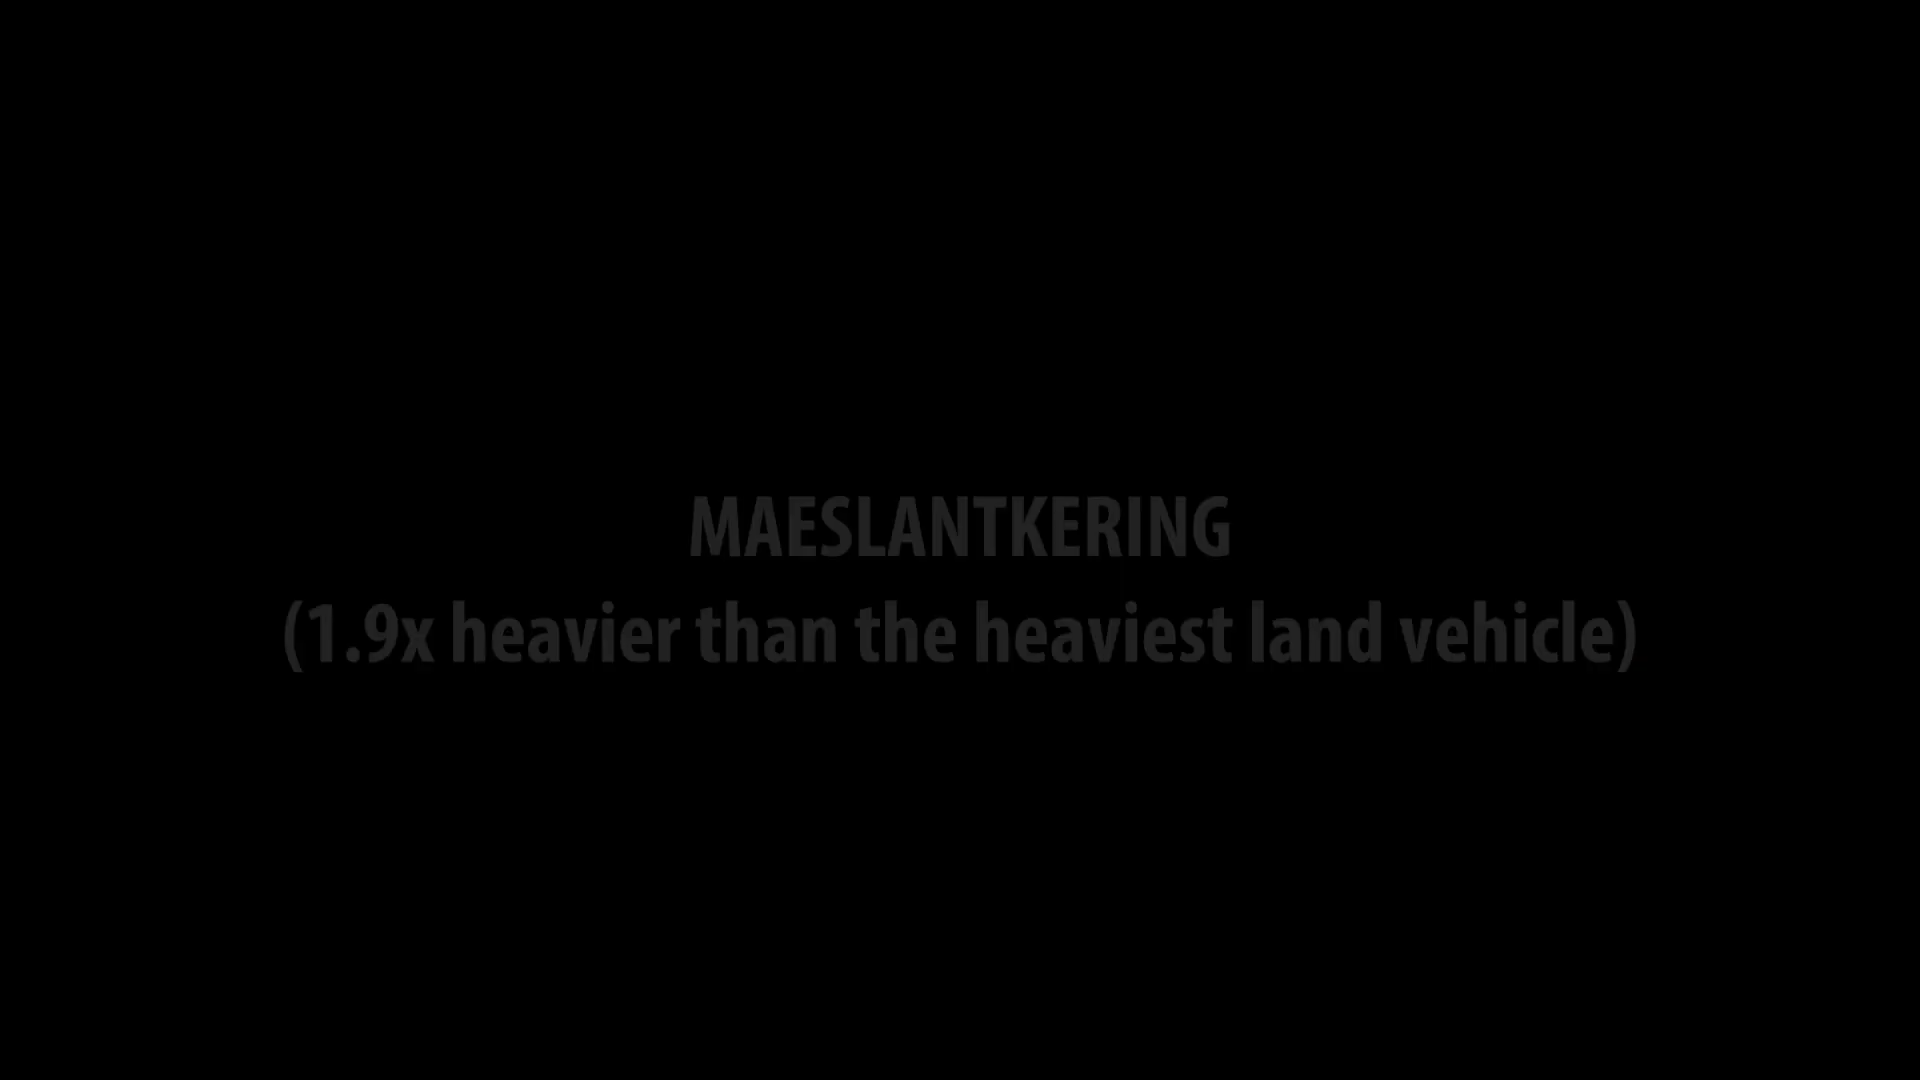 MAESLANTKERING
(1.9x heavier than the heaviest land vehicle)